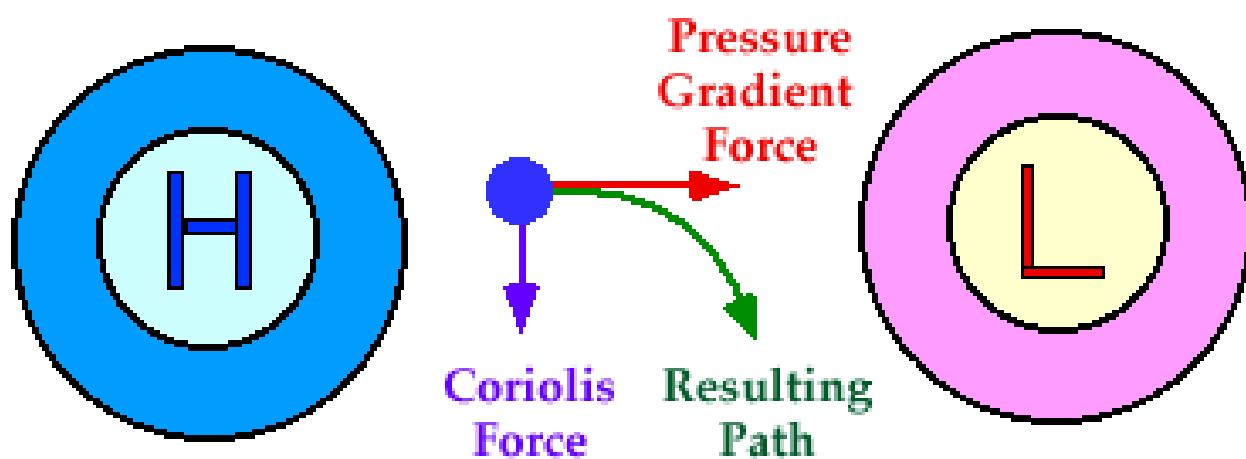 H
Pressure
Gradient
Force
L
Coriolis
Force
Resulting
Path